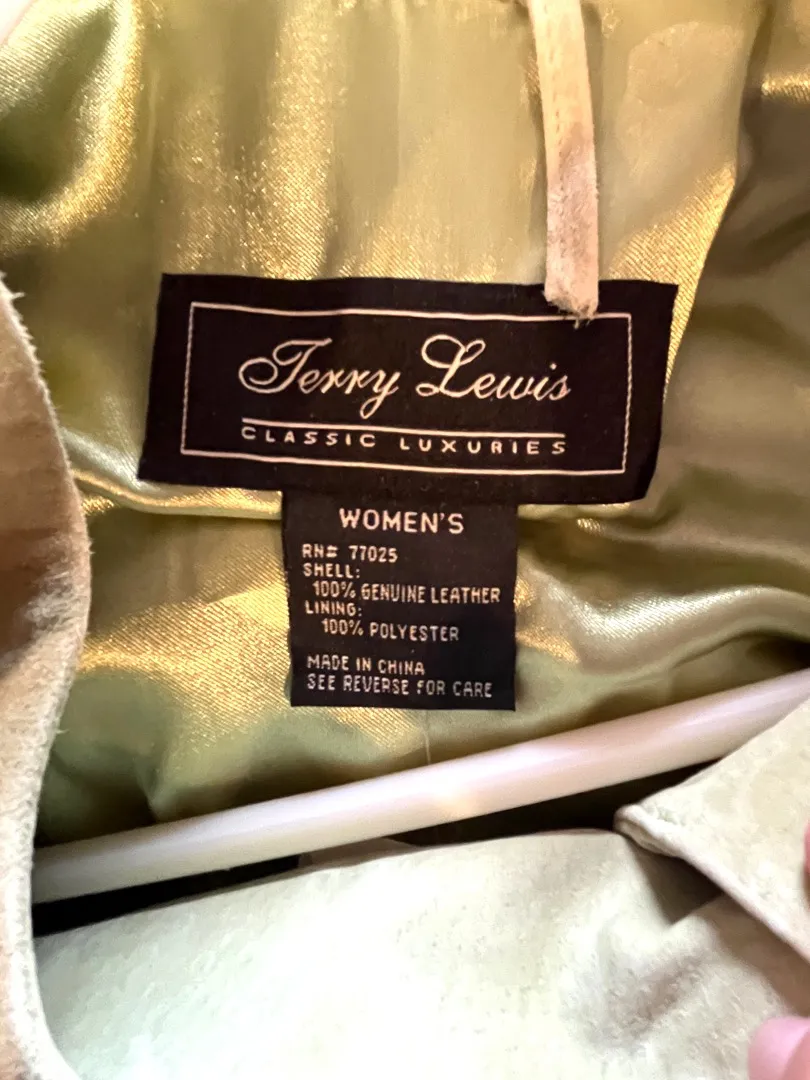 Terry Lewis
CLASSIC LUXURIES
WOMEN'S
RN# 77025
SHELL:
100% GENUINE LEATHER
LINING:
100% POLYESTER
MADE IN CHINA
SEE REVERSE FOR CARE